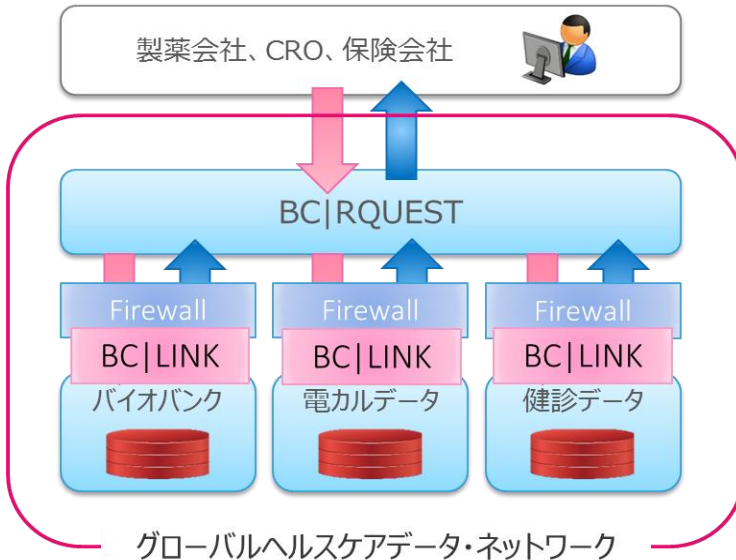 製薬会社、CRO、保険会社
BC|RQUEST
Firewall Firewall Firewall
BC|LINK BC|LINK BC|LINK
バイオバンク 電カルデータ 健診データ
グローバルヘルスケアデータ・ネットワーク